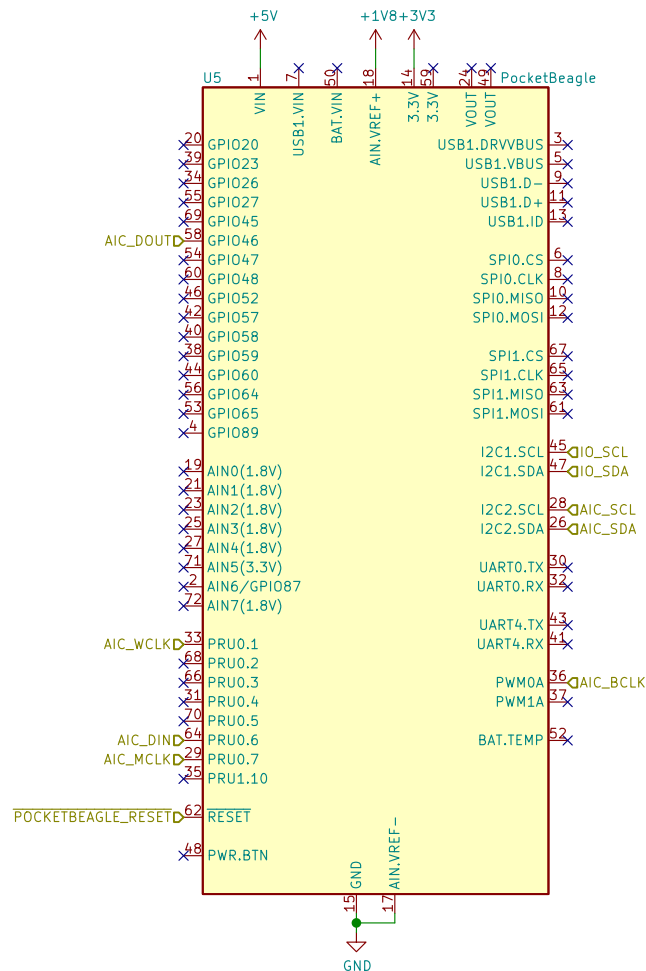 +5V
+1V8
+3V3
U5
PocketBeagle
1
7
50
18
14
59
24
49
VIN
USB1.VIN
BAT.VIN
AIN.VREF+
3.3V
3.3V
VOUT
VOUT
20 GPIO20
39 GPIO23
34 GPIO26
55 GPIO27
69 GPIO45
AIC_DOUT 58 GPIO46
54 GPIO47
60 GPIO48
46 GPIO52
42 GPIO57
40 GPIO58
38 GPIO59
44 GPIO60
56 GPIO64
53 GPIO65
4 GPIO89
19 AIN0(1.8V)
21 AIN1(1.8V)
23 AIN2(1.8V)
25 AIN3(1.8V)
27 AIN4(1.8V)
71 AIN5(3.3V)
2 AIN6/GPIO87
72 AIN7(1.8V)
AIC_WCLK 33 PRU0.1
68 PRU0.2
66 PRU0.3
31 PRU0.4
70 PRU0.5
AIC_DIN 64 PRU0.6
AIC_MCLK 29 PRU0.7
35 PRU1.10
POCKETBEAGLE_RESET 62 RESET
48 PWR.BTN
USB1.DRVVBUS 3
USB1.VBUS 5
USB1.D- 9
USB1.D+ 11
USB1.ID 13
SPI0.CS 6
SPI0.CLK 8
SPI0.MISO 10
SPI0.MOSI 12
SPI1.CS 67
SPI1.CLK 65
SPI1.MISO 63
SPI1.MOSI 61
I2C1.SCL 45 IO_SCL
I2C1.SDA 47 IO_SDA
I2C2.SCL 28 AIC_SCL
I2C2.SDA 26 AIC_SDA
UART0.TX 30
UART0.RX 32
UART4.TX 43
UART4.RX 41
PWM0A 36 AIC_BCLK
PWM1A 37
BAT.TEMP 52
GND
AIN.VREF-
15
17
GND